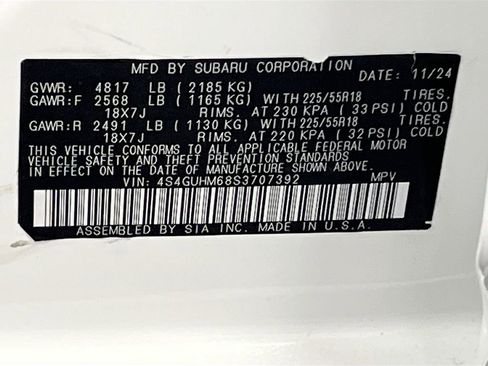 MFD BY SUBARU CORPORATION
DATE: 11/24
GVWR: 4817 LB (2185 KG)
GAWR:F 2568 LB (1165 KG) WITH 225/55R18 TIRES.
18X7J RIMS. AT 230 KPA (33 PSI) COLD
GAWR:R 2491 LB (1130 KG) WITH 225/55R18 TIRES.
18X7J RIMS. AT 220 KPA (32 PSI) COLD
THIS VEHICLE CONFORMS TO ALL APPLICABLE FEDERAL MOTOR
VEHICLE SAFETY AND THEFT PREVENTION STANDARDS
IN EFFECT ON THE DATE OF MANUFACTURE SHOWN ABOVE.
VIN: 4S4GUHM68S3707392 MPV
ASSEMBLED BY SIA INC. MADE IN U.S.A.